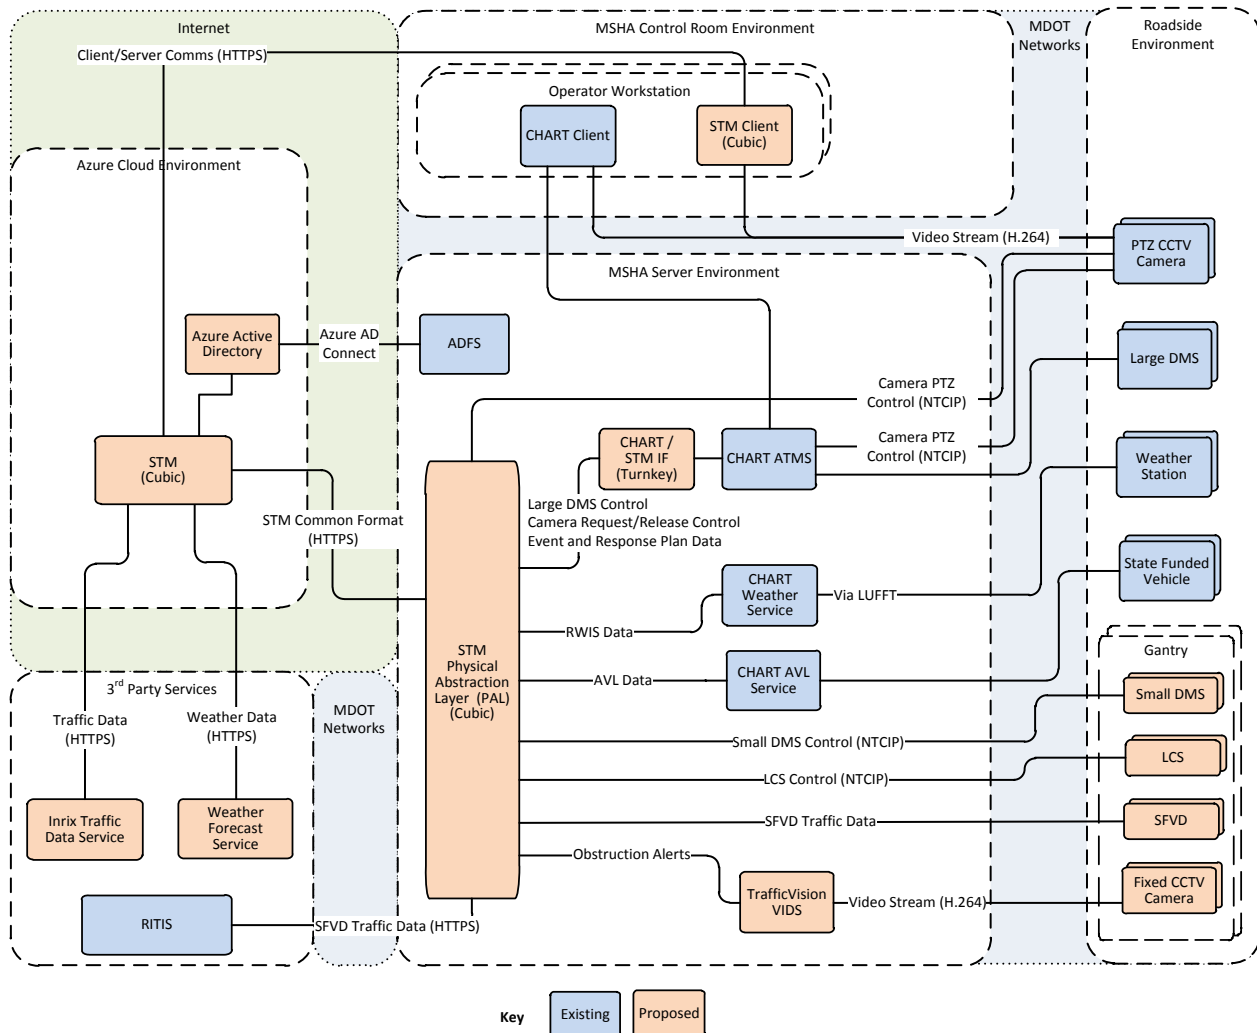 Internet
Client/Server Comms (HTTPS)
MSHA Control Room Environment
MDOT
Networks
Roadside
Environment
Operator Workstation
CHART Client
STM Client
(Cubic)
Azure Cloud Environment
Video Stream (H.264)
PTZ CCTV
Camera
MSHA Server Environment
Azure Active
Directory
Azure AD
Connect
ADFS
Large DMS
Camera PTZ
Control (NTCIP)
STM
(Cubic)
CHART /
STM IF
(Turnkey)
CHART ATMS
Camera PTZ
Control (NTCIP)
Weather
Station
STM Common Format
(HTTPS)
Large DMS Control
Camera Request/Release Control
Event and Response Plan Data
CHART
Weather
Service
Via LUFFT
State Funded
Vehicle
RWIS Data
STM
Physical
Abstraction
Layer (PAL)
(Cubic)
AVL Data
CHART AVL
Service
Gantry
Small DMS
3rd Party Services
MDOT
Networks
Traffic Data
(HTTPS)
Weather Data
(HTTPS)
Small DMS Control (NTCIP)
LCS Control (NTCIP)
LCS
Inrix Traffic
Data Service
Weather
Forecast
Service
SFVD Traffic Data
SFVD
Obstruction Alerts
TrafficVision
VIDS
Video Stream (H.264)
Fixed CCTV
Camera
RITIS
SFVD Traffic Data (HTTPS)
Key
Existing
Proposed